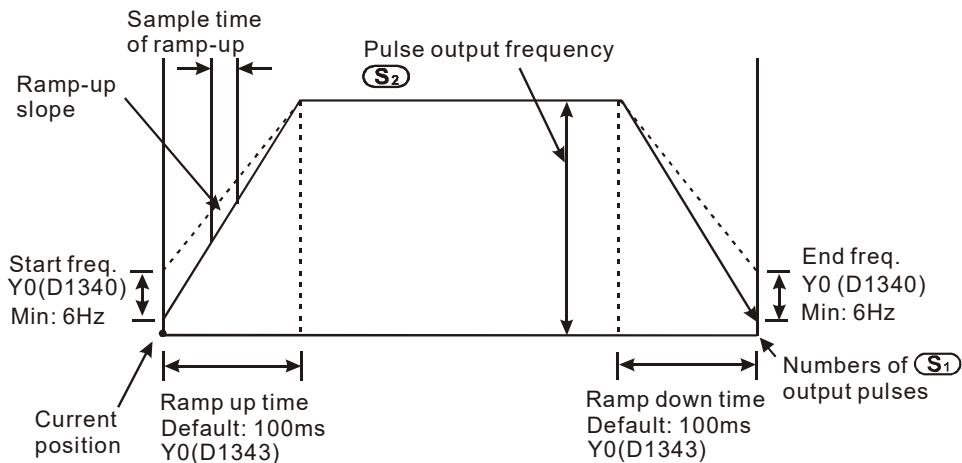 Sample time
of ramp-up
Pulse output frequency
S2
Ramp-up
slope
Start freq.
Y0(D1340)
Min: 6Hz
End freq.
Y0 (D1340)
Min: 6Hz
Current
position
Ramp up time
Default: 100ms
Y0(D1343)
Ramp down time
Default: 100ms
Y0(D1343)
Numbers of S1
output pulses